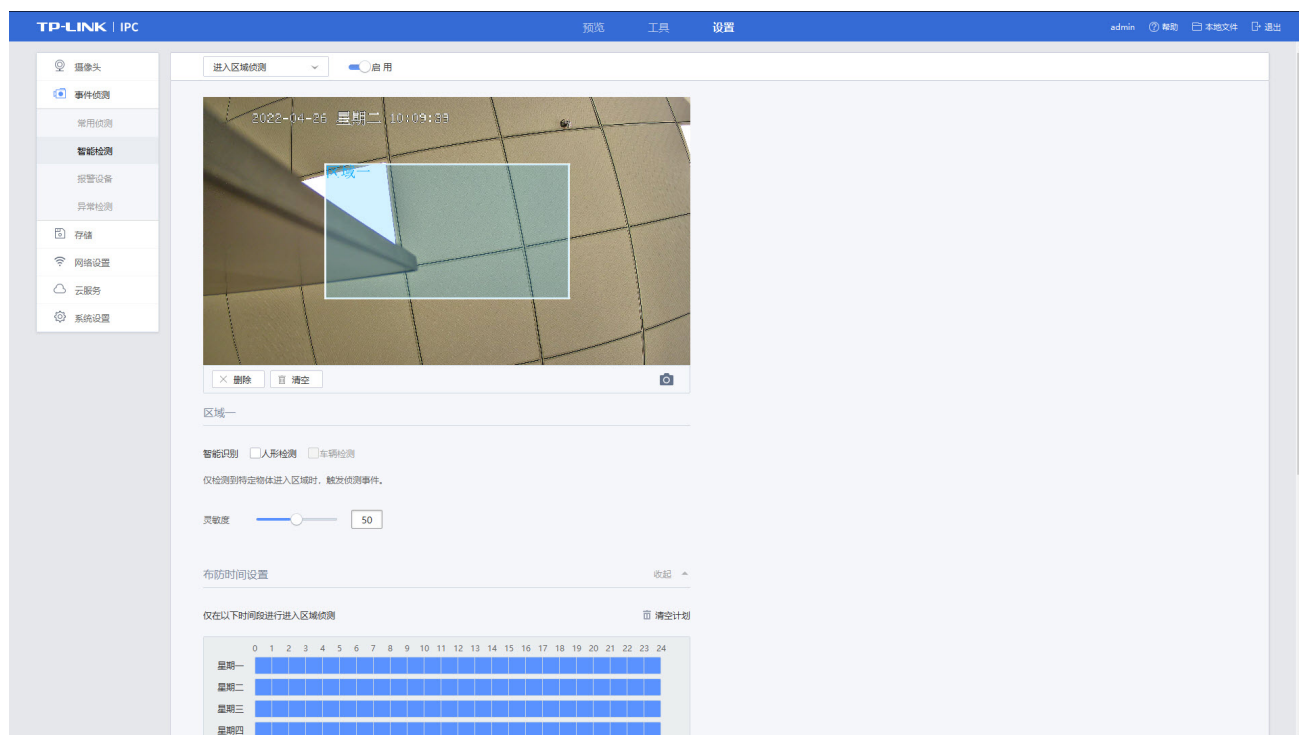 TP-LINK | IPC 预览 工具 设置 admin 帮助 本地文件 退出
摄像头
事件侦测
常用侦测
智能检测
报警设备
异常检测
存储
网络设置
云服务
系统设置
进入区域侦测 启用
2022-04-26 星期二 10:09:33
区域一
删除 清空
区域一
智能识别 人形检测 车辆检测
仅检测到特定物体进入区域时，触发侦测事件。
灵敏度 50
布防时间设置 收起
仅在以下时间段进行进入区域侦测 清空计划
0 1 2 3 4 5 6 7 8 9 10 11 12 13 14 15 16 17 18 19 20 21 22 23 24
星期一
星期二
星期三
星期四